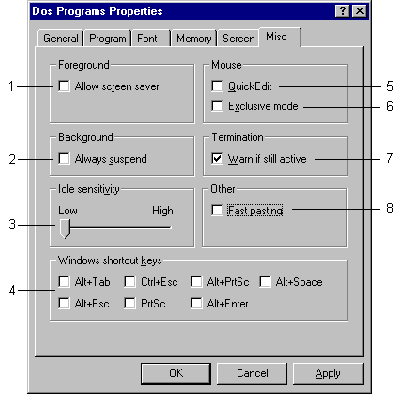 Dos Programs Properties
General Program Font Memory Screen Misc
Foreground Mouse
1 Allow screen saver QuickEdit 5
Exclusive mode 6
Background Termination
2 Always suspend Warn if still active 7
Idle sensitivity Other
Low High Fast pasting 8
3
Windows shortcut keys
4 Alt+Tab Ctrl+Esc Alt+PrtSc Alt+Space
Alt+Esc PrtSc Alt+Enter
OK Cancel Apply